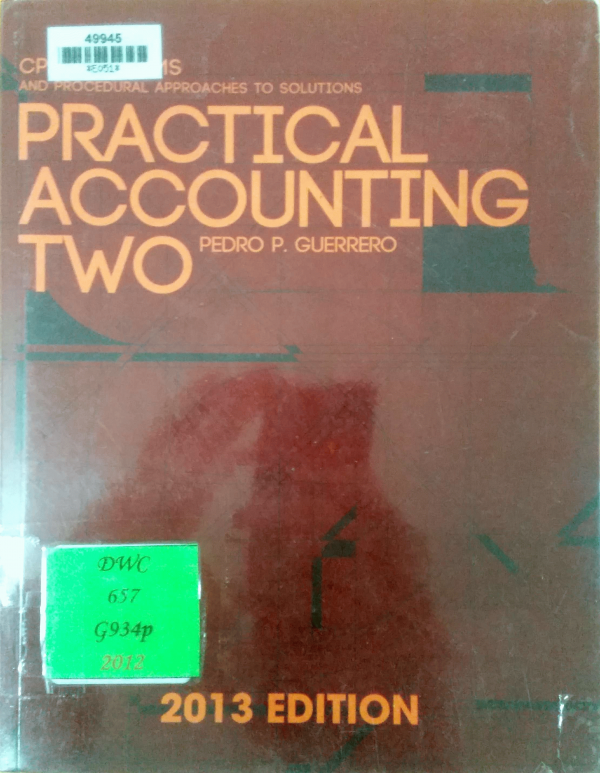 49945
*E051*
CP MS
AND PROCEDURAL APPROACHES TO SOLUTIONS
PRACTICAL
ACCOUNTING
TWO
PEDRO P. GUERRERO
DWC
657
G934p
2012
2013 EDITION